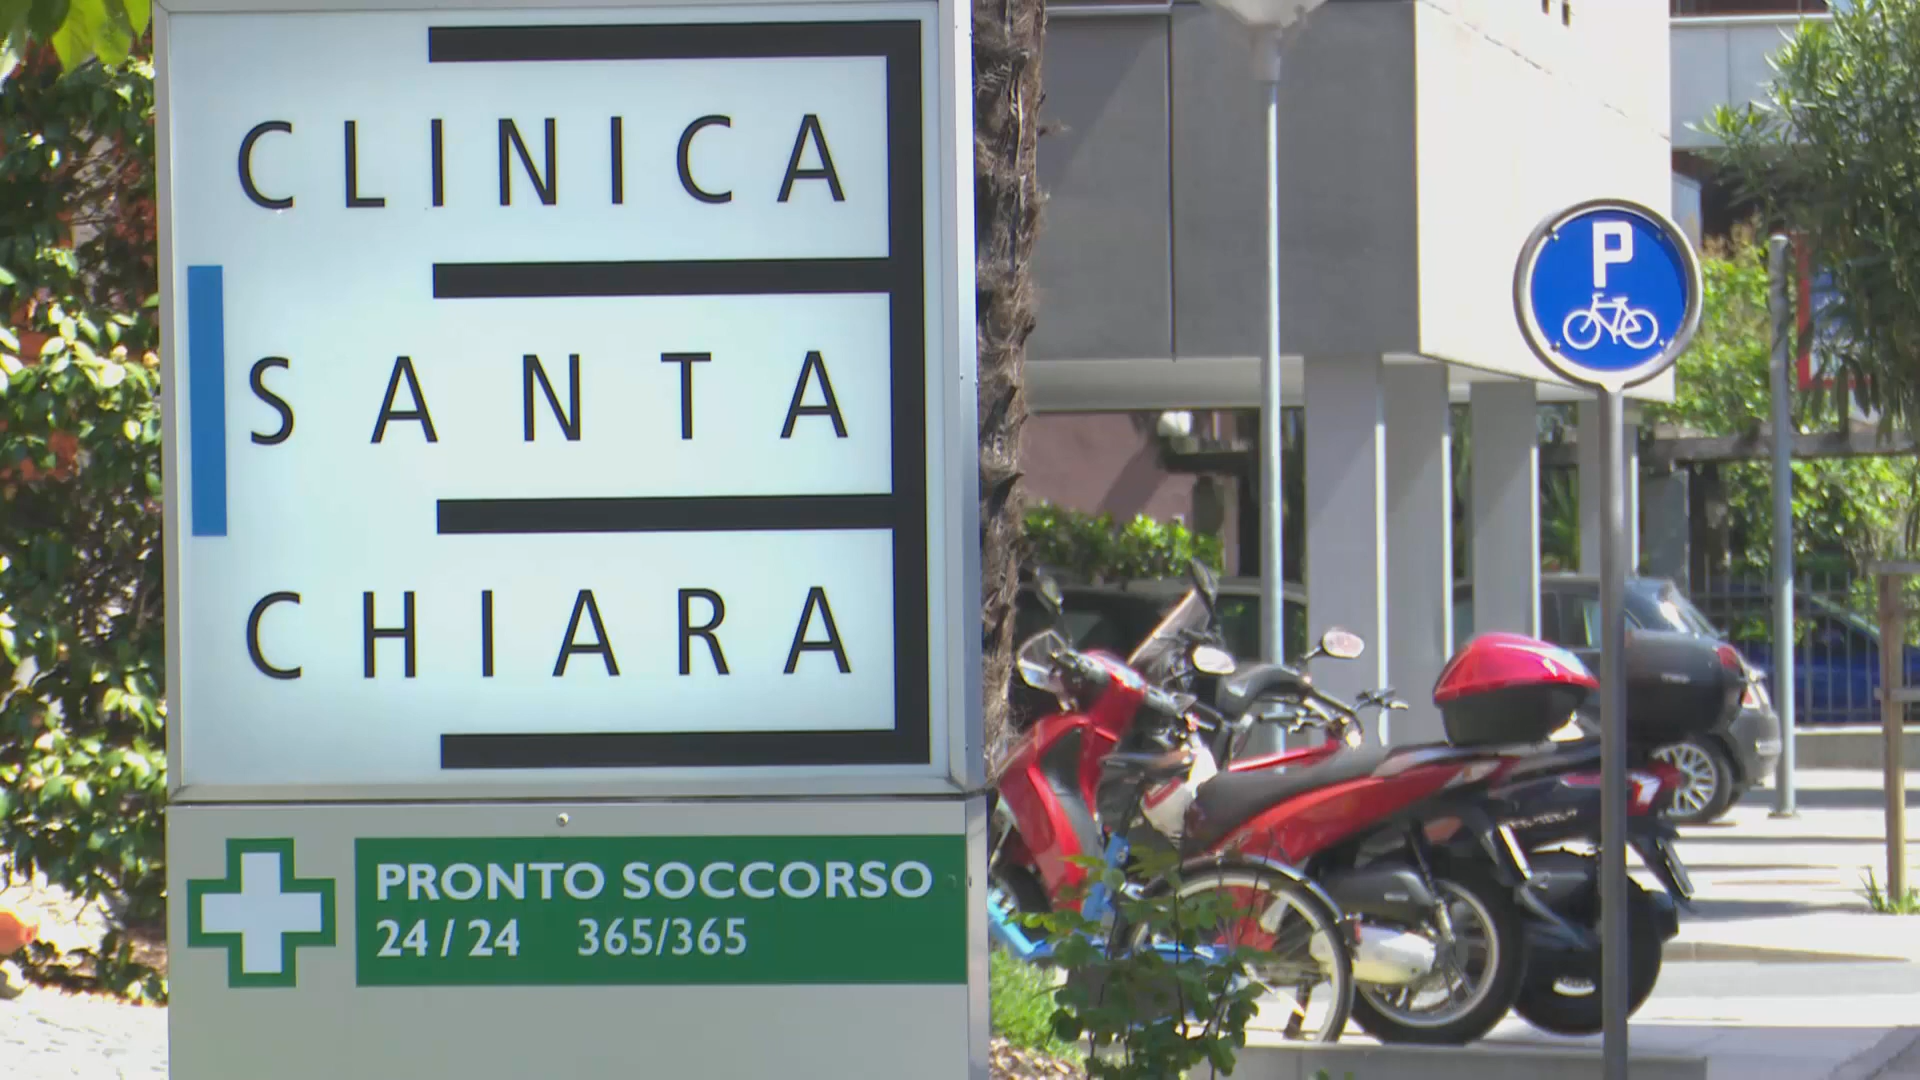 CLINICA
SANTA
CHIARA
PRONTO SOCCORSO
24/24 365/365
P